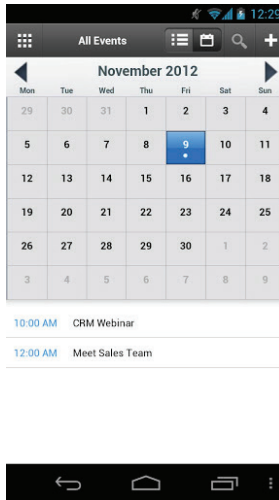 12:29
All Events
November 2012
Mon Tue Wed Thu Fri Sat Sun
29 30 31 1 2 3 4
5 6 7 8 9 10 11
12 13 14 15 16 17 18
19 20 21 22 23 24 25
26 27 28 29 30 1 2
3 4 5 6 7 8 9
10:00 AM CRM Webinar
12:00 AM Meet Sales Team